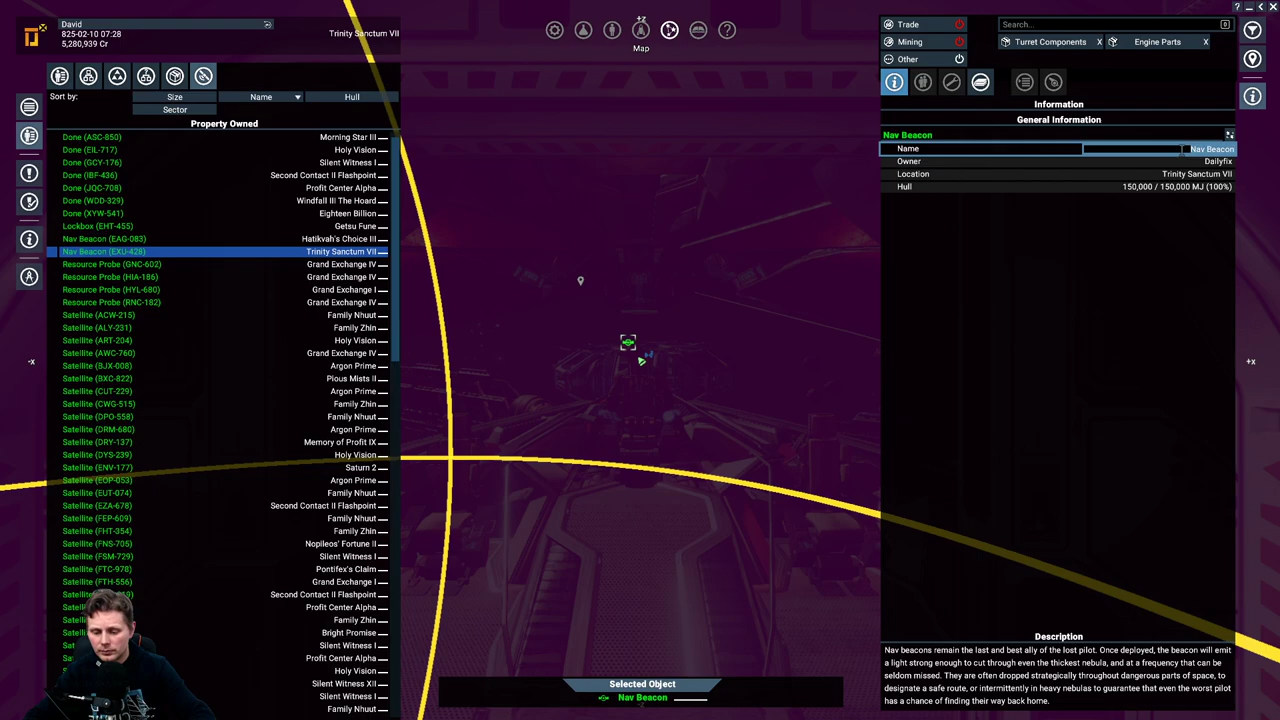 David
825-02-10 07:28
5,280,939 Cr
Trinity Sanctum VII
+z
Map
Sort by:
Size
Name
Hull
Sector
Property Owned
Done (ASC-850) Morning Star III
Done (EIL-717) Holy Vision
Done (GCY-176) Silent Witness I
Done (IBF-436) Second Contact II Flashpoint
Done (JQC-708) Profit Center Alpha
Done (WDD-329) Windfall III The Hoard
Done (XYW-541) Eighteen Billion
Lockbox (EHT-455) Getsu Fune
Nav Beacon (EAG-083) Hatikvah's Choice III
Nav Beacon (EXU-428) Trinity Sanctum VII
Resource Probe (GNC-602) Grand Exchange IV
Resource Probe (HIA-186) Grand Exchange IV
Resource Probe (HYL-680) Grand Exchange I
Resource Probe (RNC-182) Grand Exchange IV
Satellite (ACW-215) Family Nhuut
Satellite (ALY-231) Family Zhin
Satellite (ART-204) Holy Vision
Satellite (AWC-760) Grand Exchange IV
Satellite (BJX-008) Argon Prime
Satellite (BXC-822) Pious Mists II
Satellite (CUT-229) Argon Prime
Satellite (CWG-515) Family Zhin
Satellite (DPO-558) Family Nhuut
Satellite (DRM-680) Argon Prime
Satellite (DRY-137) Memory of Profit IX
Satellite (DYS-239) Holy Vision
Satellite (ENV-177) Saturn 2
Satellite (EOP-053) Argon Prime
Satellite (EUT-074) Family Nhuut
Satellite (EZA-678) Second Contact II Flashpoint
Satellite (FEP-609) Family Nhuut
Satellite (FHT-354) Family Zhin
Satellite (FNS-705) Nopileos' Fortune II
Satellite (FSM-729) Silent Witness I
Satellite (FTC-978) Pontifex's Claim
Satellite (FTH-556) Grand Exchange I
Second Contact II Flashpoint
Profit Center Alpha
Family Zhin
Bright Promise
Silent Witness I
Profit Center Alpha
Holy Vision
Silent Witness XII
Silent Witness I
Family Nhuut
-x
+x
Selected Object
Nav Beacon
Trade
Mining
Other
Search...
Turret Components X
Engine Parts X
Information
General Information
Nav Beacon
Name Nav Beacon
Owner Dailyfix
Location Trinity Sanctum VII
Hull 150,000 / 150,000 MJ (100%)
Description
Nav beacons remain the last and best ally of the lost pilot. Once deployed, the beacon will emit
a light strong enough to cut through even the thickest nebula, and at a frequency that can be
seldom missed. They are often dropped strategically throughout dangerous parts of space, to
designate a safe route, or intermittently in heavy nebulas to guarantee that even the worst pilot
has a chance of finding their way back home.